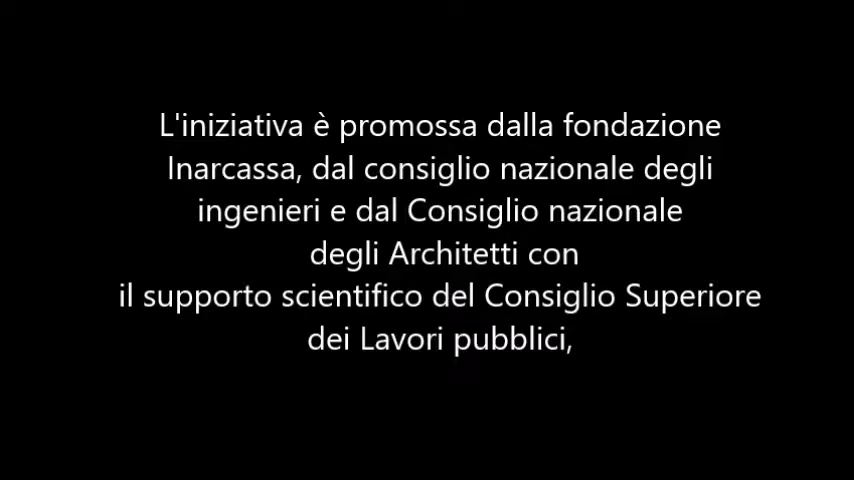 L'iniziativa è promossa dalla fondazione
Inarcassa, dal consiglio nazionale degli
ingenieri e dal Consiglio nazionale
degli Architetti con
il supporto scientifico del Consiglio Superiore
dei Lavori pubblici,